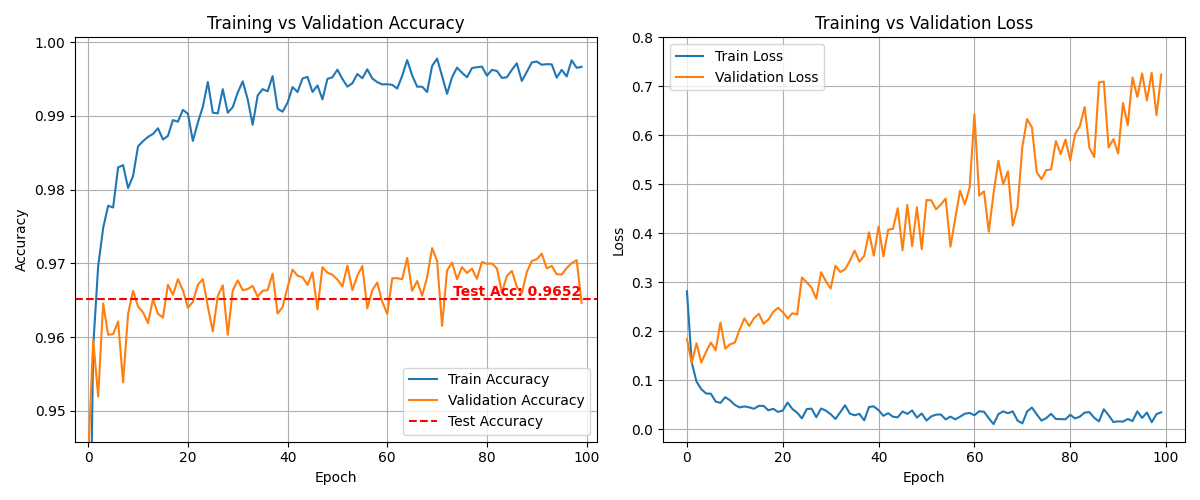 Training vs Validation Accuracy
1.00
0.99
0.98
0.97
0.96
0.95
Accuracy
Test Acc: 0.9652
Train Accuracy
Validation Accuracy
Test Accuracy
0 20 40 60 80 100
Epoch
Training vs Validation Loss
Train Loss
Validation Loss
0.8
0.7
0.6
0.5
0.4
0.3
0.2
0.1
0.0
Loss
0 20 40 60 80 100
Epoch